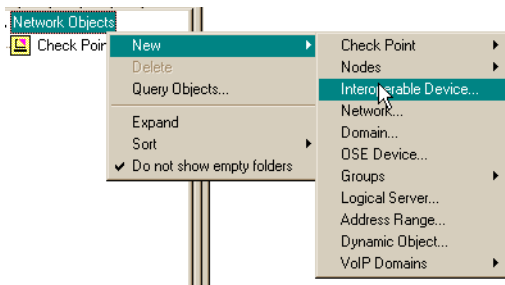 Network Objects
Check Poin
New
Delete
Query Objects...
Expand
Sort
Do not show empty folders
Check Point
Nodes
Interoperable Device...
Network...
Domain...
OSE Device...
Groups
Logical Server...
Address Range...
Dynamic Object...
VoIP Domains